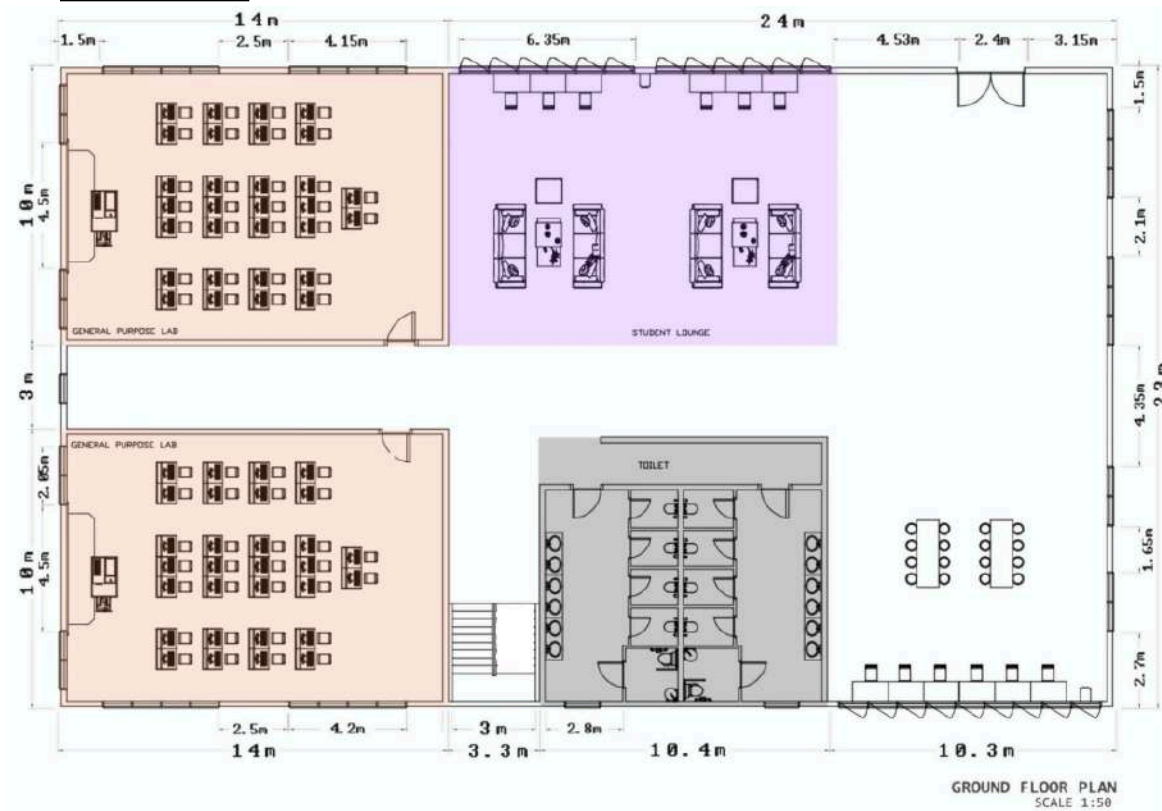 14m 24m
1.5m 2.5m 4.15m 6.35m 4.53m 2.4m 3.15m
1.5m
10m
4.5m
2.1m
GENERAL PURPOSE LAB
STUDENT LOUNGE
3m
4.35m
23m
GENERAL PURPOSE LAB
2.05m
TOILET
10m
4.5m
1.65m
2.7m
2.5m 4.2m 3m 2.8m
14m 3.3m 10.4m 10.3m
GROUND FLOOR PLAN
SCALE 1:50